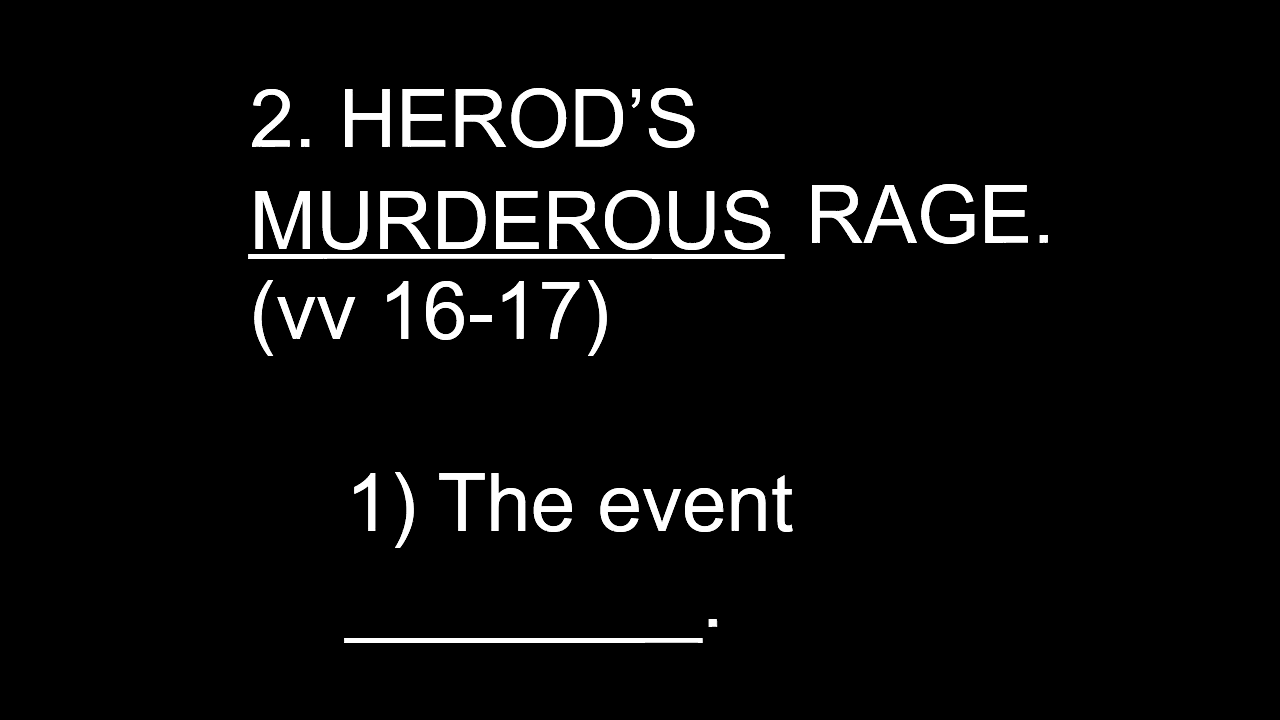 2. HEROD’S
MURDEROUS RAGE.
(vv 16-17)
1) The event
________.